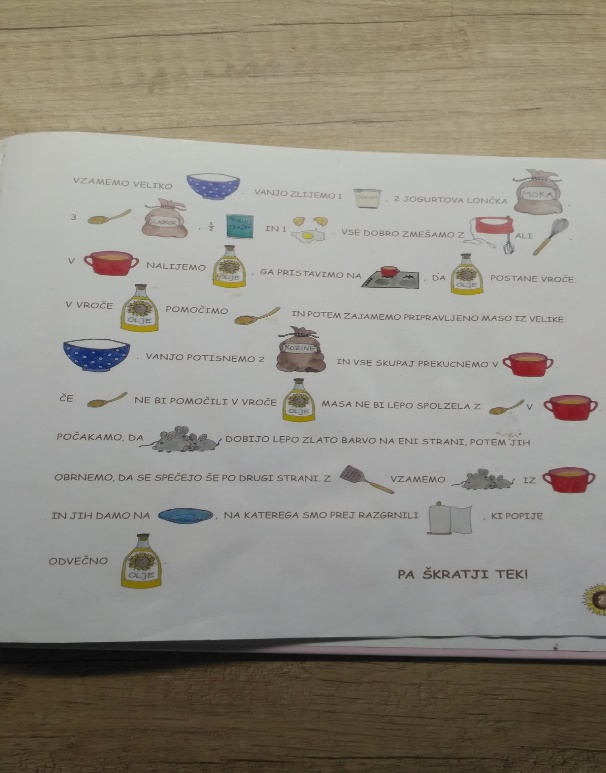 VZAMEMO VELIKO . VANJO ZLIJEMO 1 , 2 JOGURTOVA LONČKA MOKA ,
3 , ½ IN 1 . VSE DOBRO ZMEŠAMO Z ALI .
V NALIJEMO OLJE , GA PRISTAVIMO NA , DA OLJE POSTANE VROČE.
V VROČE OLJE POMOČIMO IN POTEM ZAJAMEMO PRIPRAVLJENO MASO IZ VELIKE
. VANJO POTISNEMO 2 ROZINE IN VSE SKUPAJ PREKUCNEMO V
ČE NE BI POMOČILI V VROČE OLJE MASA NE BI LEPO SPOLZELA Z V
POČAKAMO, DA DOBIJO LEPO ZLATO BARVO NA ENI STRANI, POTEM JIH
OBRNEMO, DA SE SPEČEJO ŠE PO DRUGI STRANI. Z VZAMEMO IZ
IN JIH DAMO NA , NA KATEREGA SMO PREJ RAZGRNILI , KI POPIJE
ODVEČNO OLJE .
PA ŠKRATJI TEK!